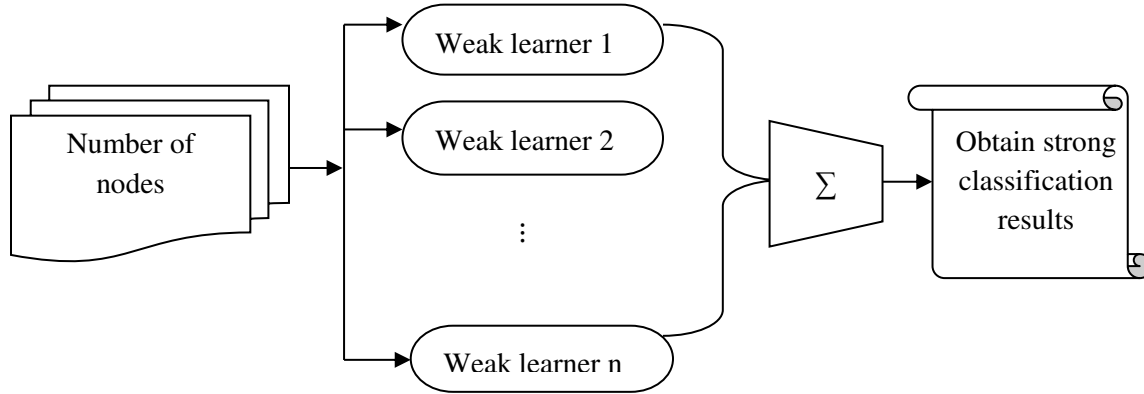 Number of
nodes
Weak learner 1
Weak learner 2
⋮
Weak learner n
∑
Obtain strong
classification
results